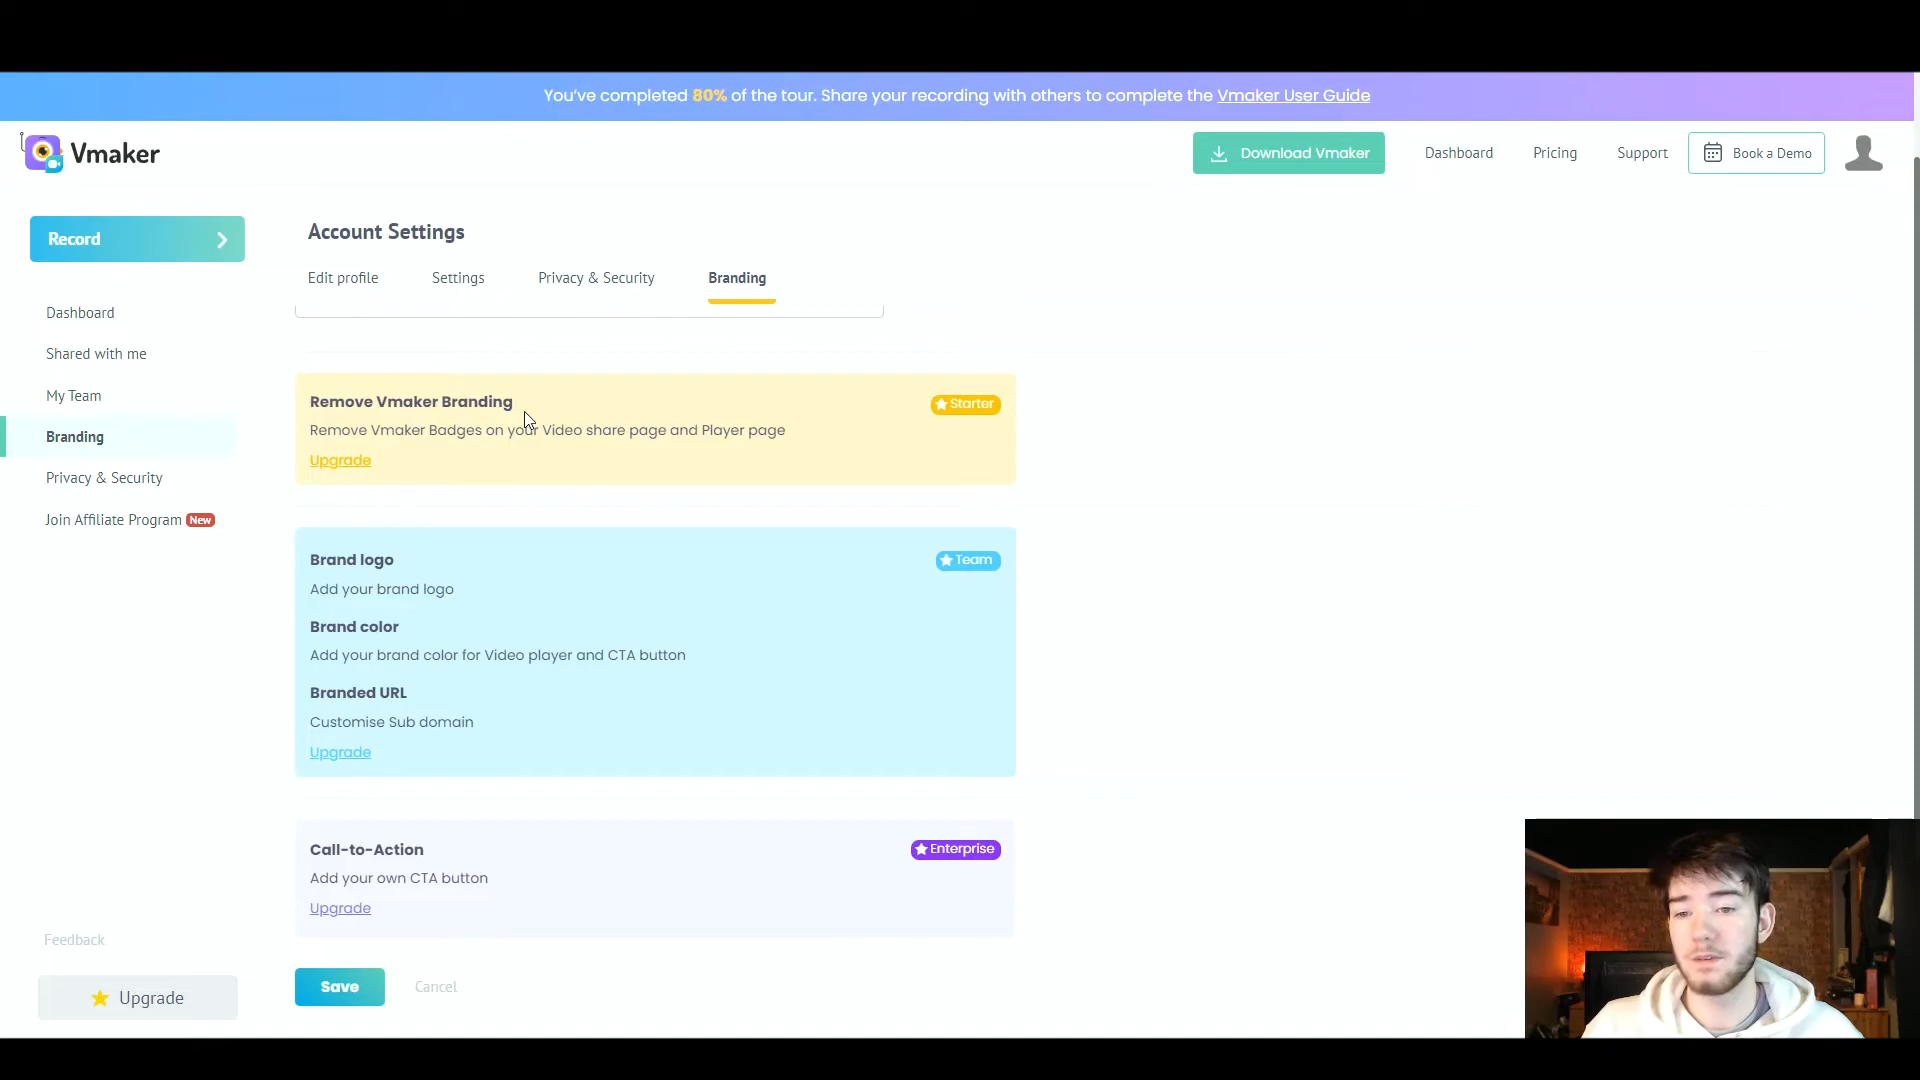 You've completed 80% of the tour. Share your recording with others to complete the Vmaker User Guide
Vmaker
Download Vmaker
Dashboard
Pricing
Support
Book a Demo
Record
Account Settings
Edit profile
Settings
Privacy & Security
Branding
Dashboard
Shared with me
My Team
Branding
Privacy & Security
Join Affiliate Program New
Remove Vmaker Branding
Starter
Remove Vmaker Badges on your Video share page and Player page
Upgrade
Brand logo
Team
Add your brand logo
Brand color
Add your brand color for Video player and CTA button
Branded URL
Customise Sub domain
Upgrade
Call-to-Action
Enterprise
Add your own CTA button
Upgrade
Feedback
Upgrade
Save
Cancel